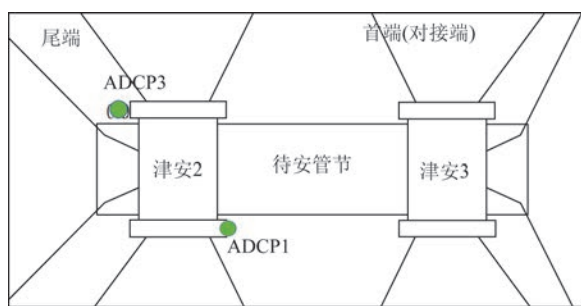 尾端
首端(对接端)
ADCP3
津安2
待安管节
津安3
ADCP1